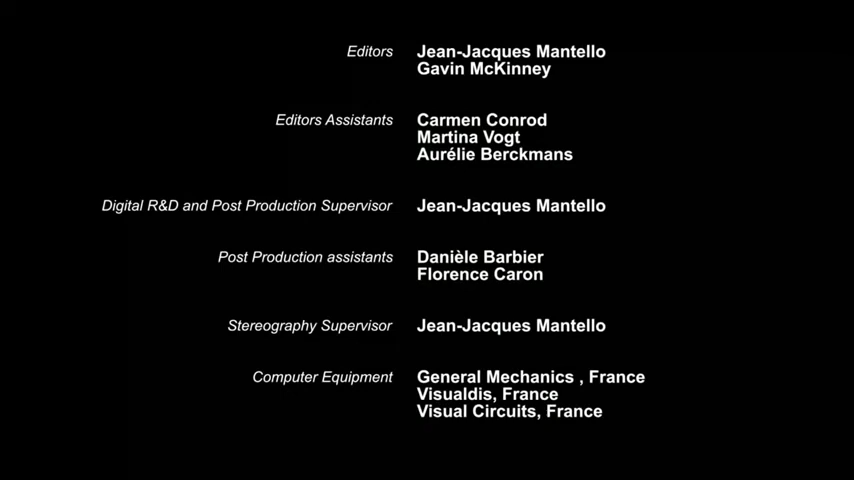 Editors Jean-Jacques Mantello
Gavin McKinney
Editors Assistants Carmen Conrod
Martina Vogt
Aurélie Berckmans
Digital R&D and Post Production Supervisor Jean-Jacques Mantello
Post Production assistants Danièle Barbier
Florence Caron
Stereography Supervisor Jean-Jacques Mantello
Computer Equipment General Mechanics , France
Visualdis, France
Visual Circuits, France